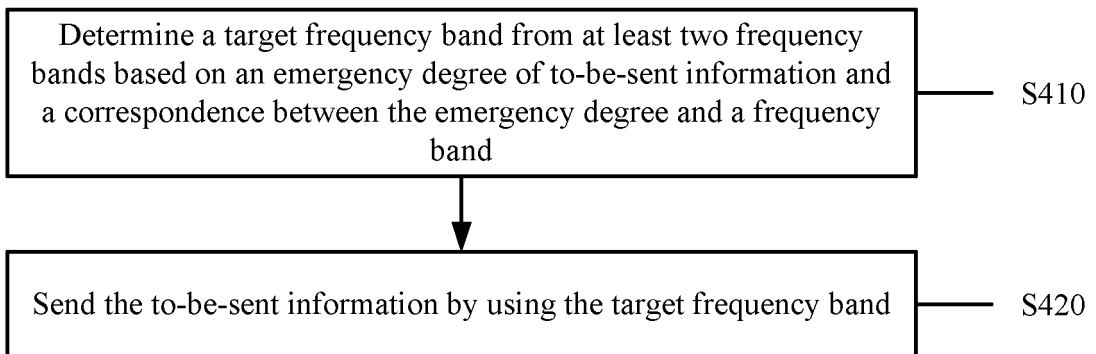 Determine a target frequency band from at least two frequency
bands based on an emergency degree of to-be-sent information and
a correspondence between the emergency degree and a frequency
band
S410
Send the to-be-sent information by using the target frequency band
S420